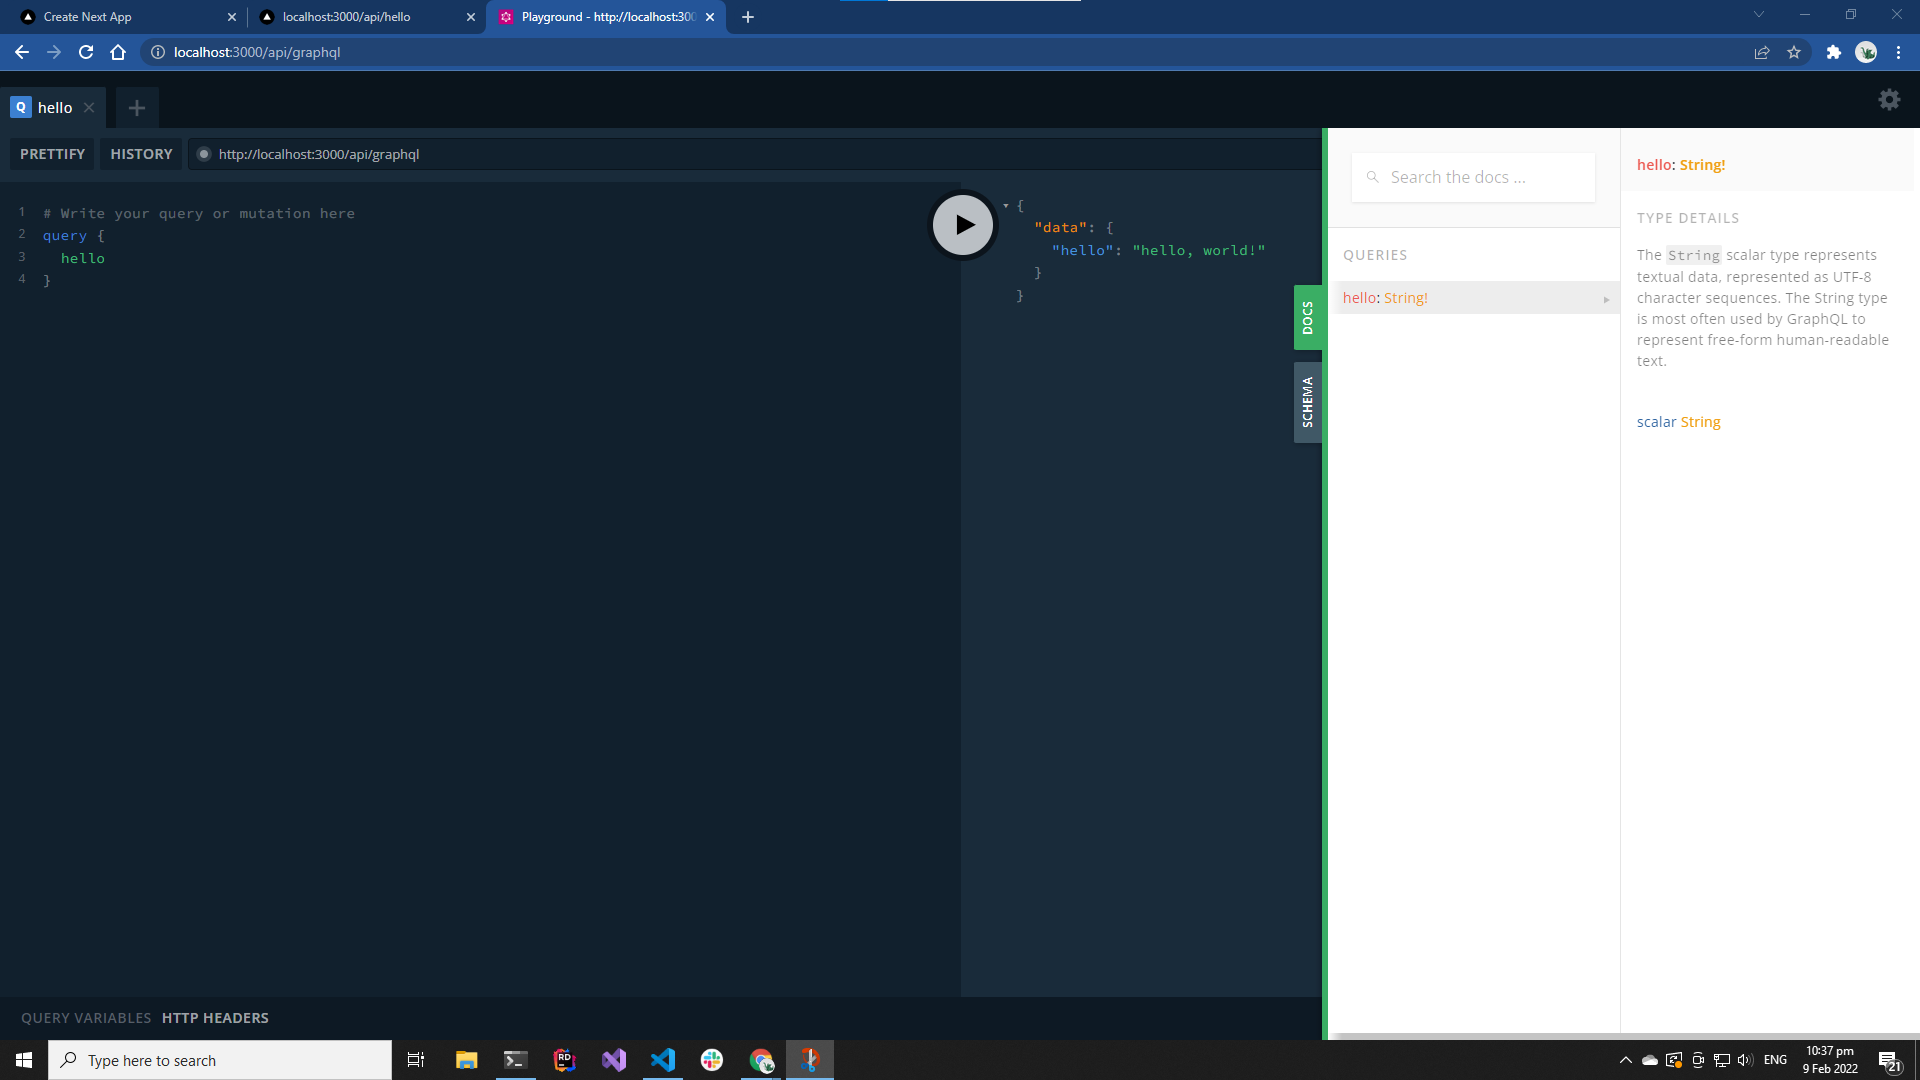 Create Next App
localhost:3000/api/hello
Playground - http://localhost:300
localhost:3000/api/graphql
Q hello
PRETTIFY
HISTORY
http://localhost:3000/api/graphql
1 # Write your query or mutation here
2 query {
3 hello
4 }
{
"data": {
"hello": "hello, world!"
}
}
DOCS
SCHEMA
Search the docs ...
QUERIES
hello: String!
hello: String!
TYPE DETAILS
The String scalar type represents
textual data, represented as UTF-8
character sequences. The String type
is most often used by GraphQL to
represent free-form human-readable
text.
scalar String
QUERY VARIABLES
HTTP HEADERS
Type here to search
RD
ENG
10:37 pm
9 Feb 2022
21